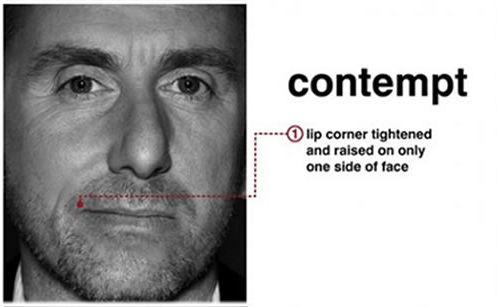 contempt
1 lip corner tightened
and raised on only
one side of face